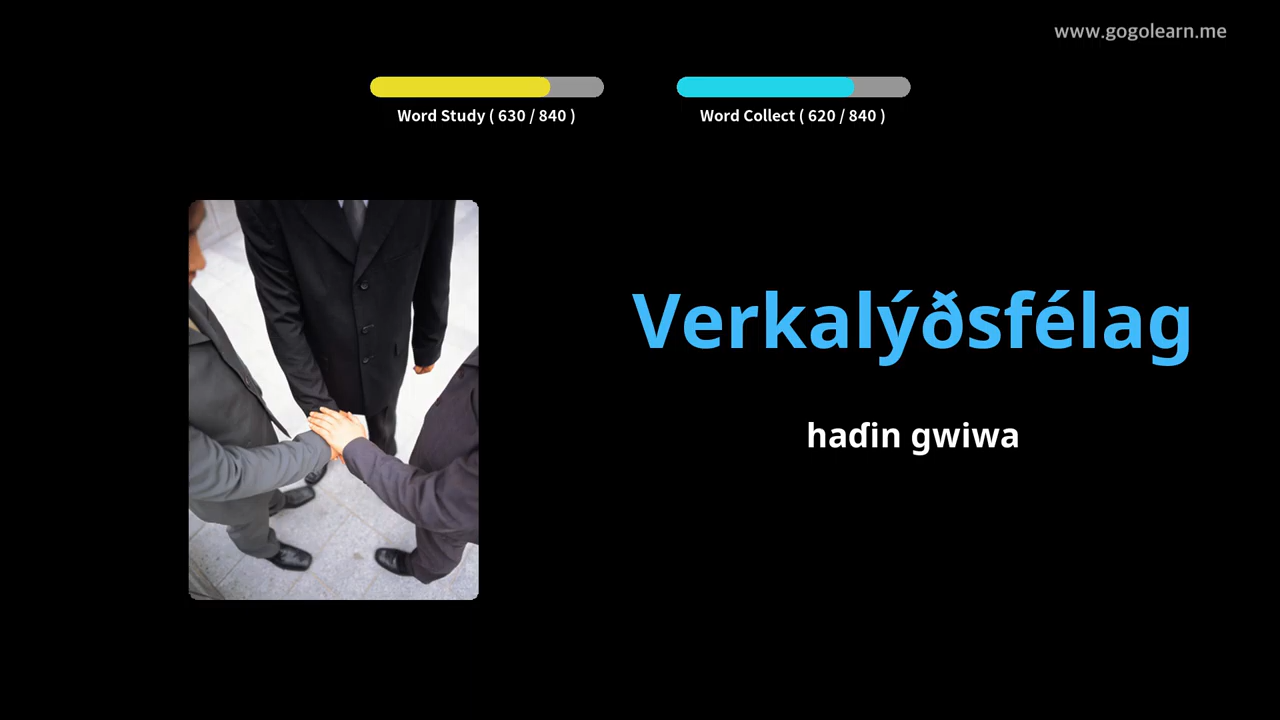 www.gogolearn.me
Word Study ( 630 / 840 )
Word Collect ( 620 / 840 )
Verkalýðsfélag
haɗin gwiwa